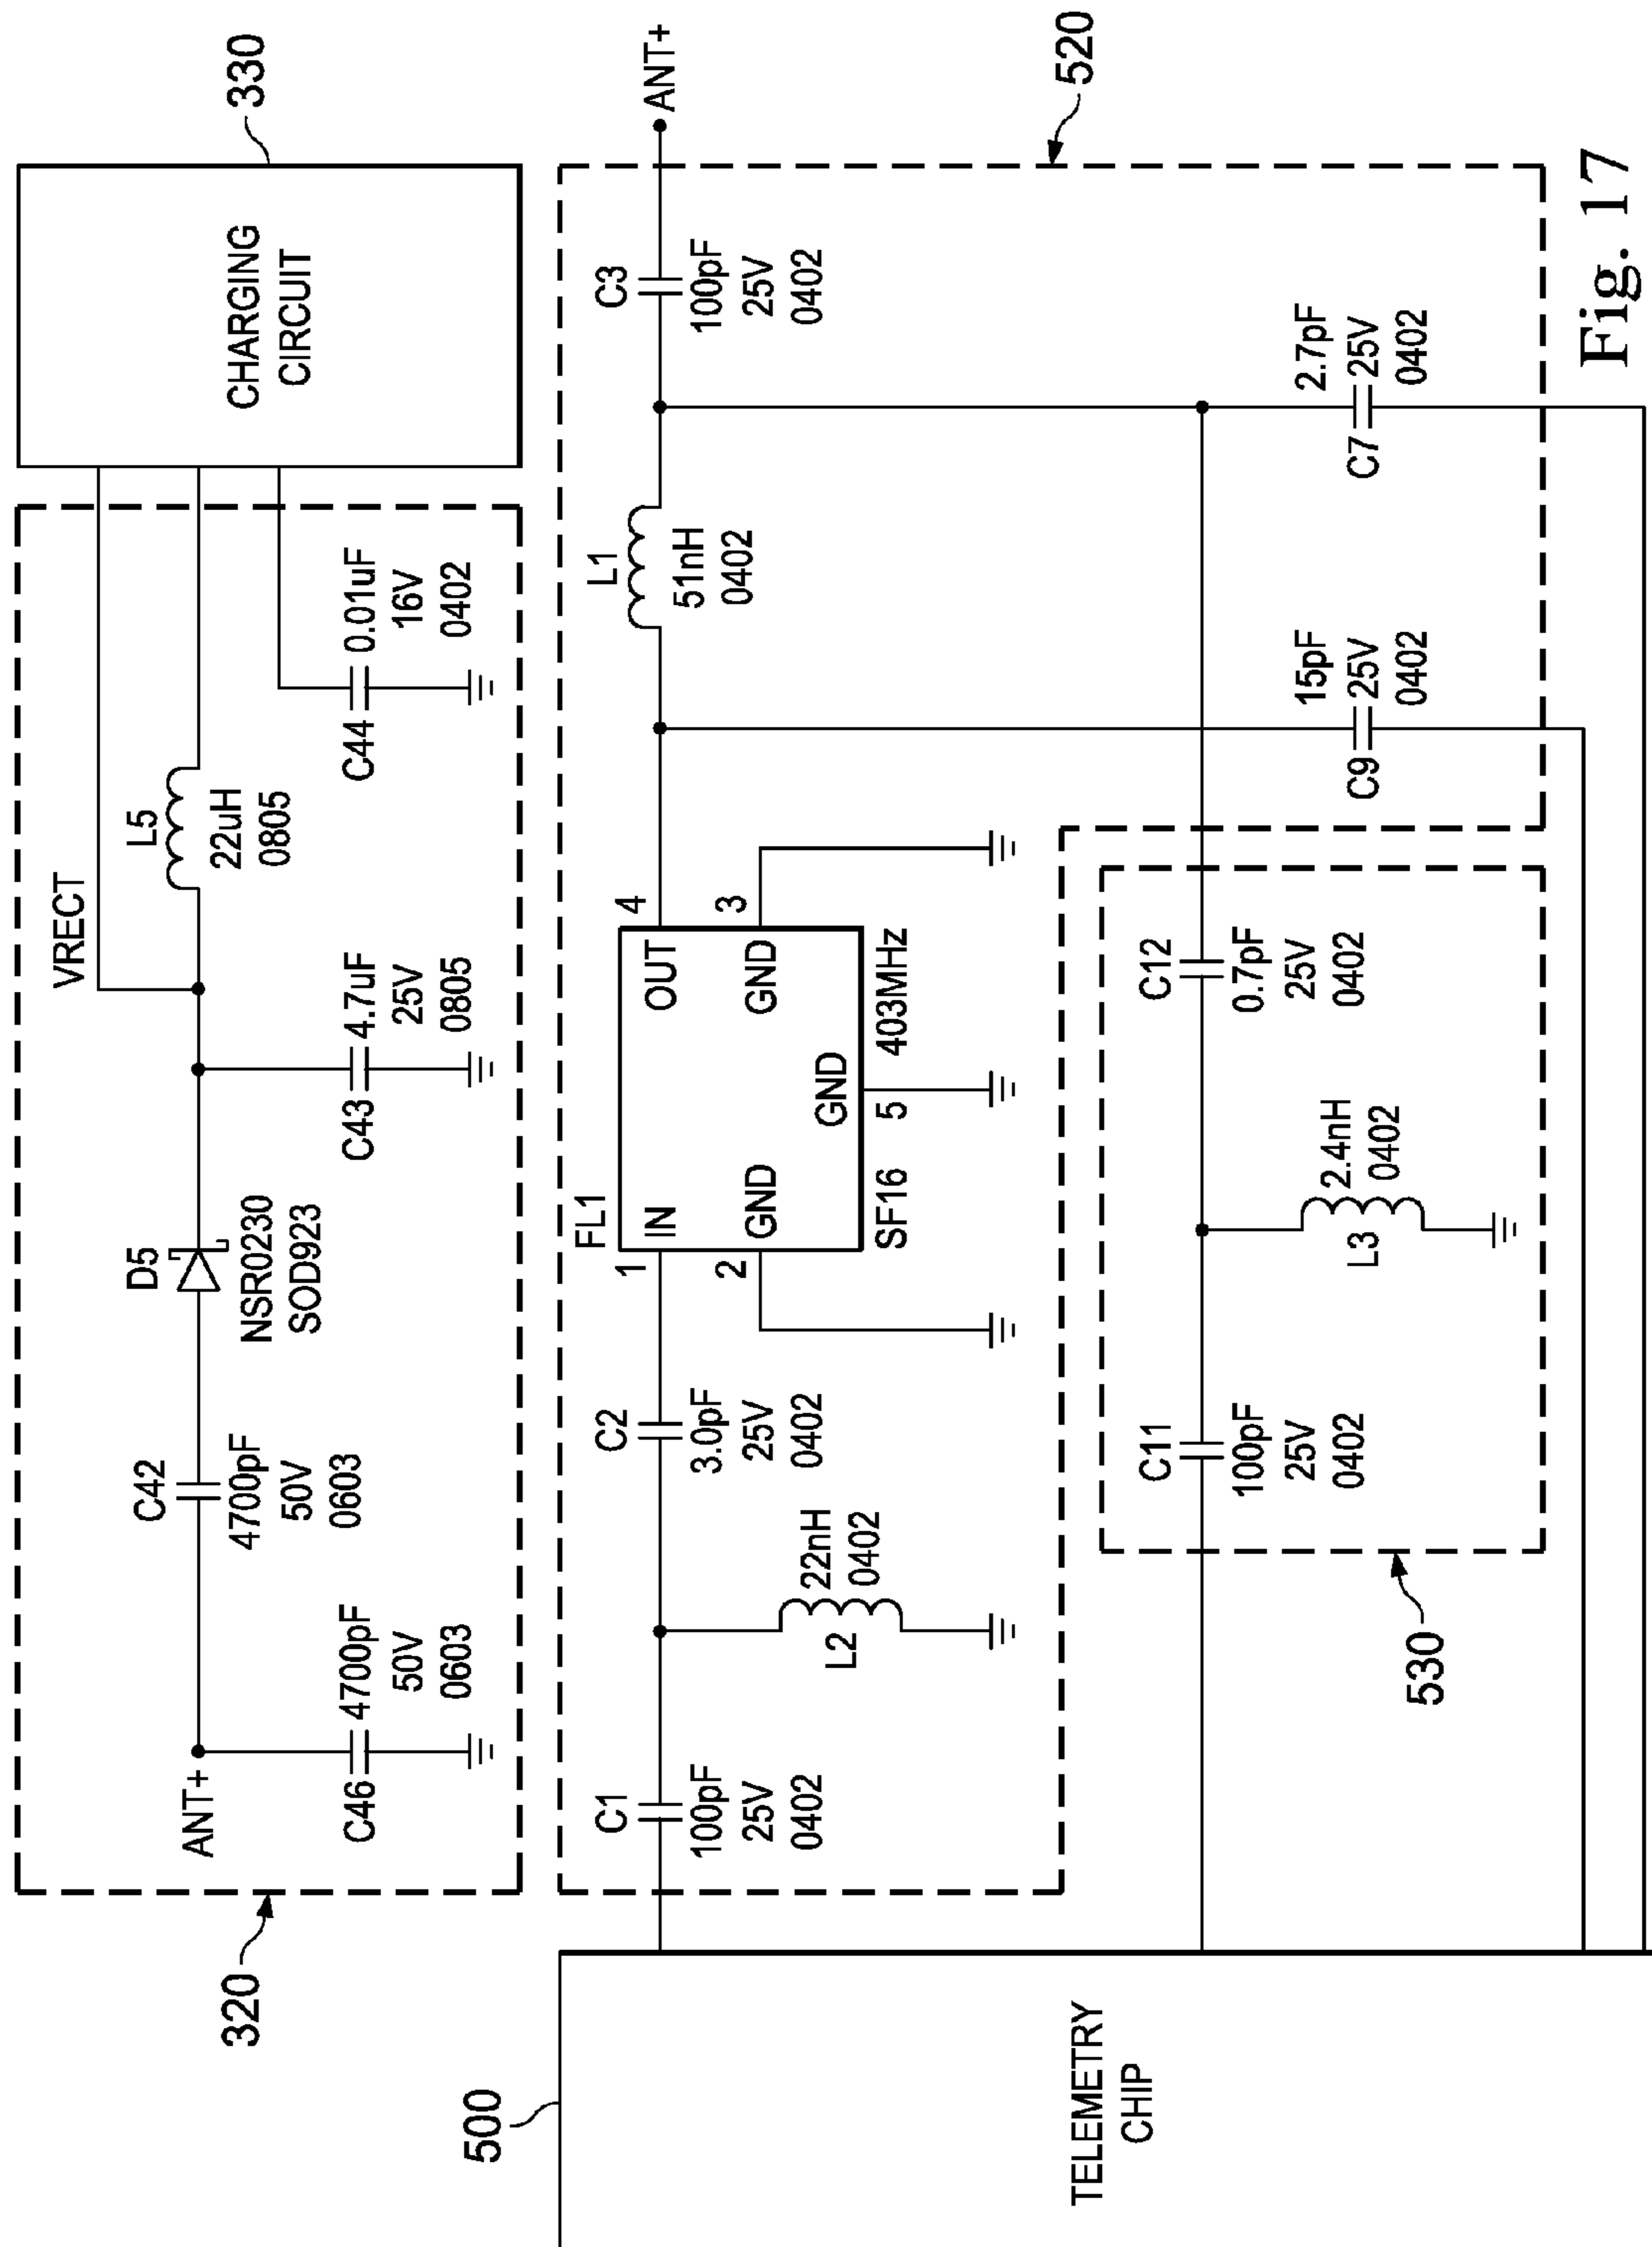 320
ANT+
C46
4700pF
50V
0603
C42
4700pF
50V
0603
D5
NSR0230
SOD923
C43
4.7uF
25V
0805
VRECT
L5
22uH
0805
C44
0.01uF
16V
0402
CHARGING
CIRCUIT
330
500
TELEMETRY
CHIP
C1
100pF
25V
0402
L2
22nH
0402
C2
3.0pF
25V
0402
FL1
1
IN
2
GND
GND
5
OUT
4
GND
3
SF16
403MHz
L1
51nH
0402
C3
100pF
25V
0402
ANT+
520
530
C11
100pF
25V
0402
L3
2.4nH
0402
C12
0.7pF
25V
0402
C9
15pF
25V
0402
C7
2.7pF
25V
0402
Fig. 17